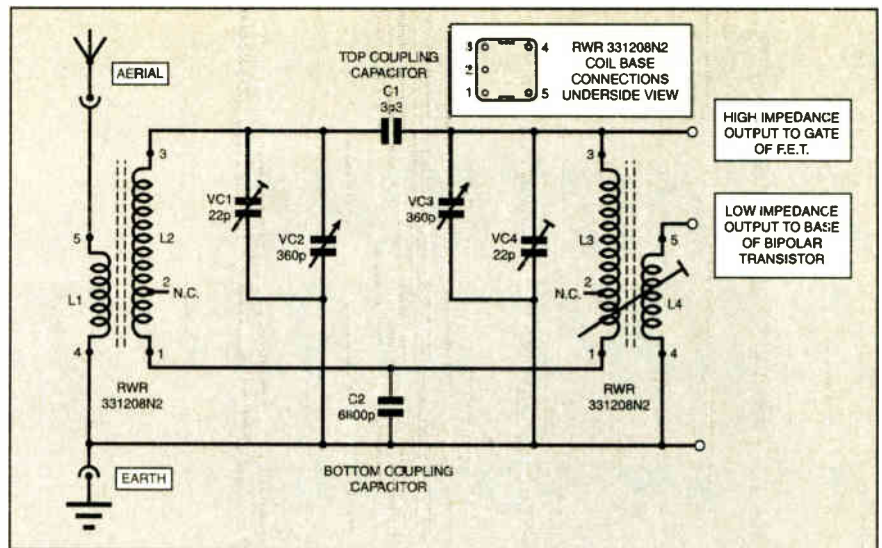 AERIAL
TOP COUPLING
CAPACITOR
C1
3p3
3
4
2
1
5
RWR 331208N2
COIL BASE
CONNECTIONS
UNDERSIDE VIEW
HIGH IMPEDANCE
OUTPUT TO GATE
OF F.E.T.
LOW IMPEDANCE
OUTPUT TO BASE
OF BIPOLAR
TRANSISTOR
3
VC1
22p
VC2
360p
VC3
360p
VC4
22p
3
5
L1
L2
2
N.C.
L3
2
N.C.
5
L4
4
1
1
4
RWR
331208N2
C2
6800p
RWR
331208N2
EARTH
BOTTOM COUPLING
CAPACITOR